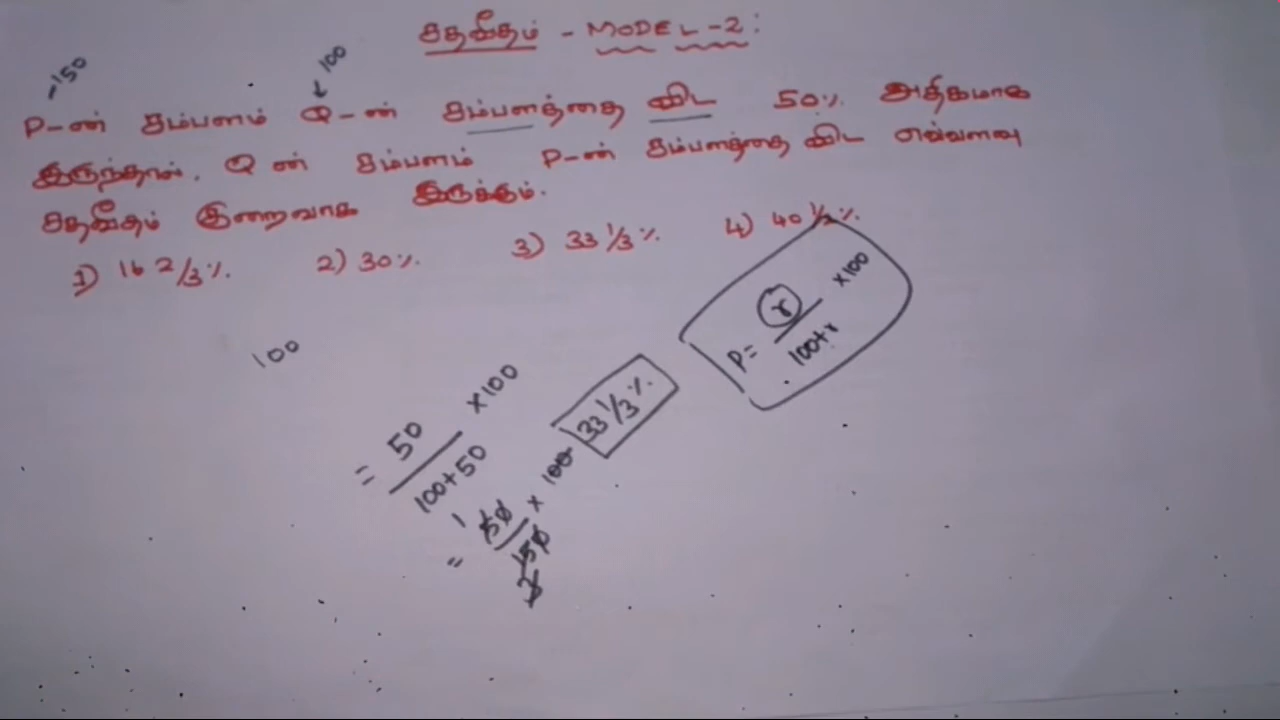 சதவீதம் - MODEL-2:
150
100
P-ன் சம்பளம் Q-ன் சம்பளத்தை விட 50% அதிகமாக
இருந்தால். Q ன் சம்பளம் P-ன் சம்பளத்தை விட எவ்வளவு
சதவீதம் குறைவாக இருக்கும்.
1) 16 2/3%. 2) 30%. 3) 33 1/3%. 4) 40 1/2%.
100
P= r/100+r ×100
= 50/100+50 ×100
= 50/150 × 100
1
3
33 1/3%